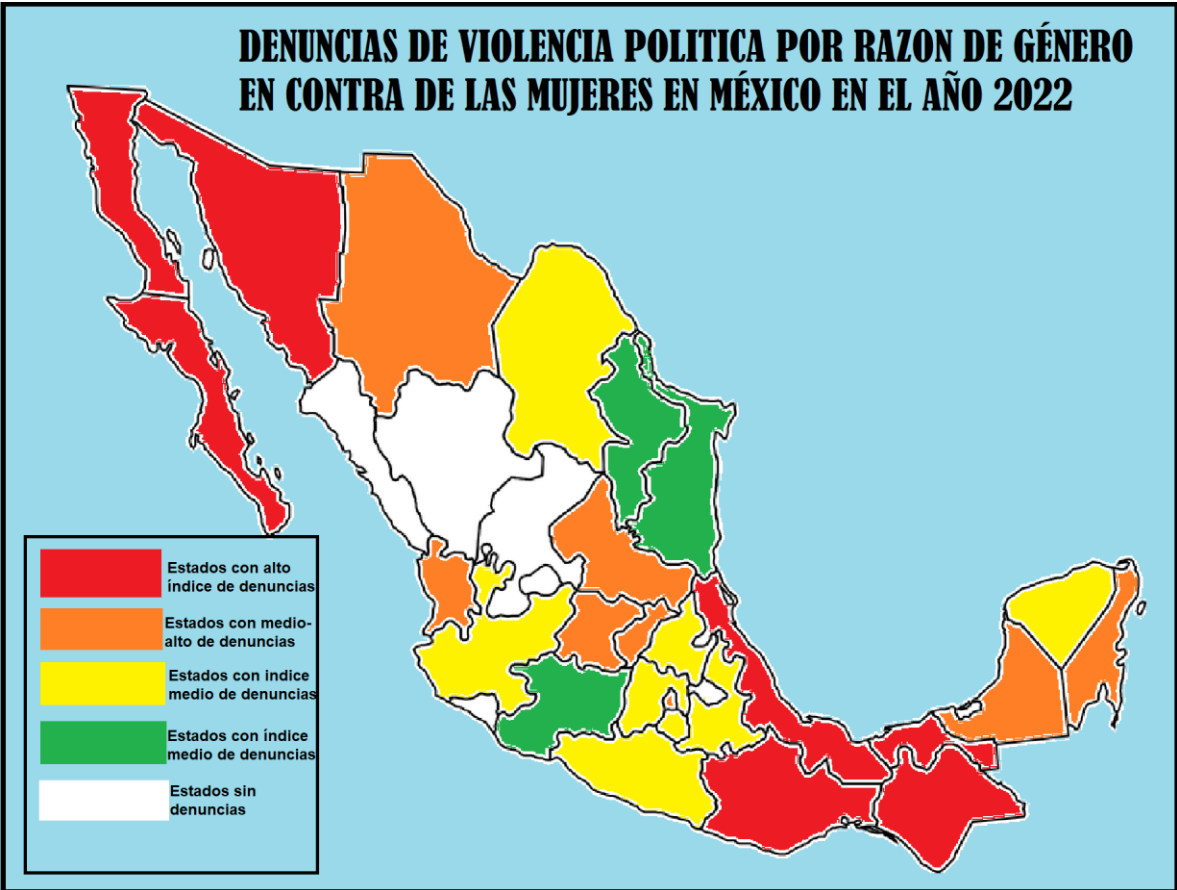 DENUNCIAS DE VIOLENCIA POLITICA POR RAZON DE GÉNERO
EN CONTRA DE LAS MUJERES EN MÉXICO EN EL AÑO 2022
Estados con alto
índice de denuncias
Estados con medio-
alto de denuncias
Estados con indice
medio de denuncias
Estados con índice
medio de denuncias
Estados sin
denuncias